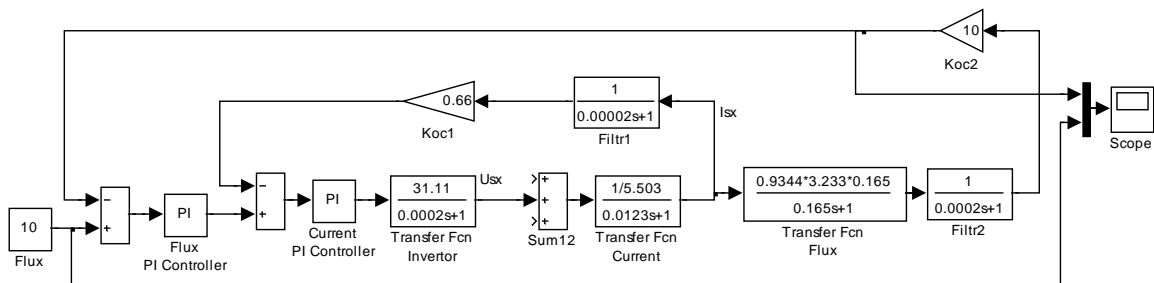 10
Koc2
0.66
Koc1
1
0.00002s+1
Filtr1
Isx
Scope
10
Flux
PI
Flux
PI Controller
PI
Current
PI Controller
31.11
0.0002s+1
Transfer Fcn
Invertor
Usx
Sum12
1/5.503
0.0123s+1
Transfer Fcn
Current
0.9344*3.233*0.165
0.165s+1
Transfer Fcn
Flux
1
0.0002s+1
Filtr2